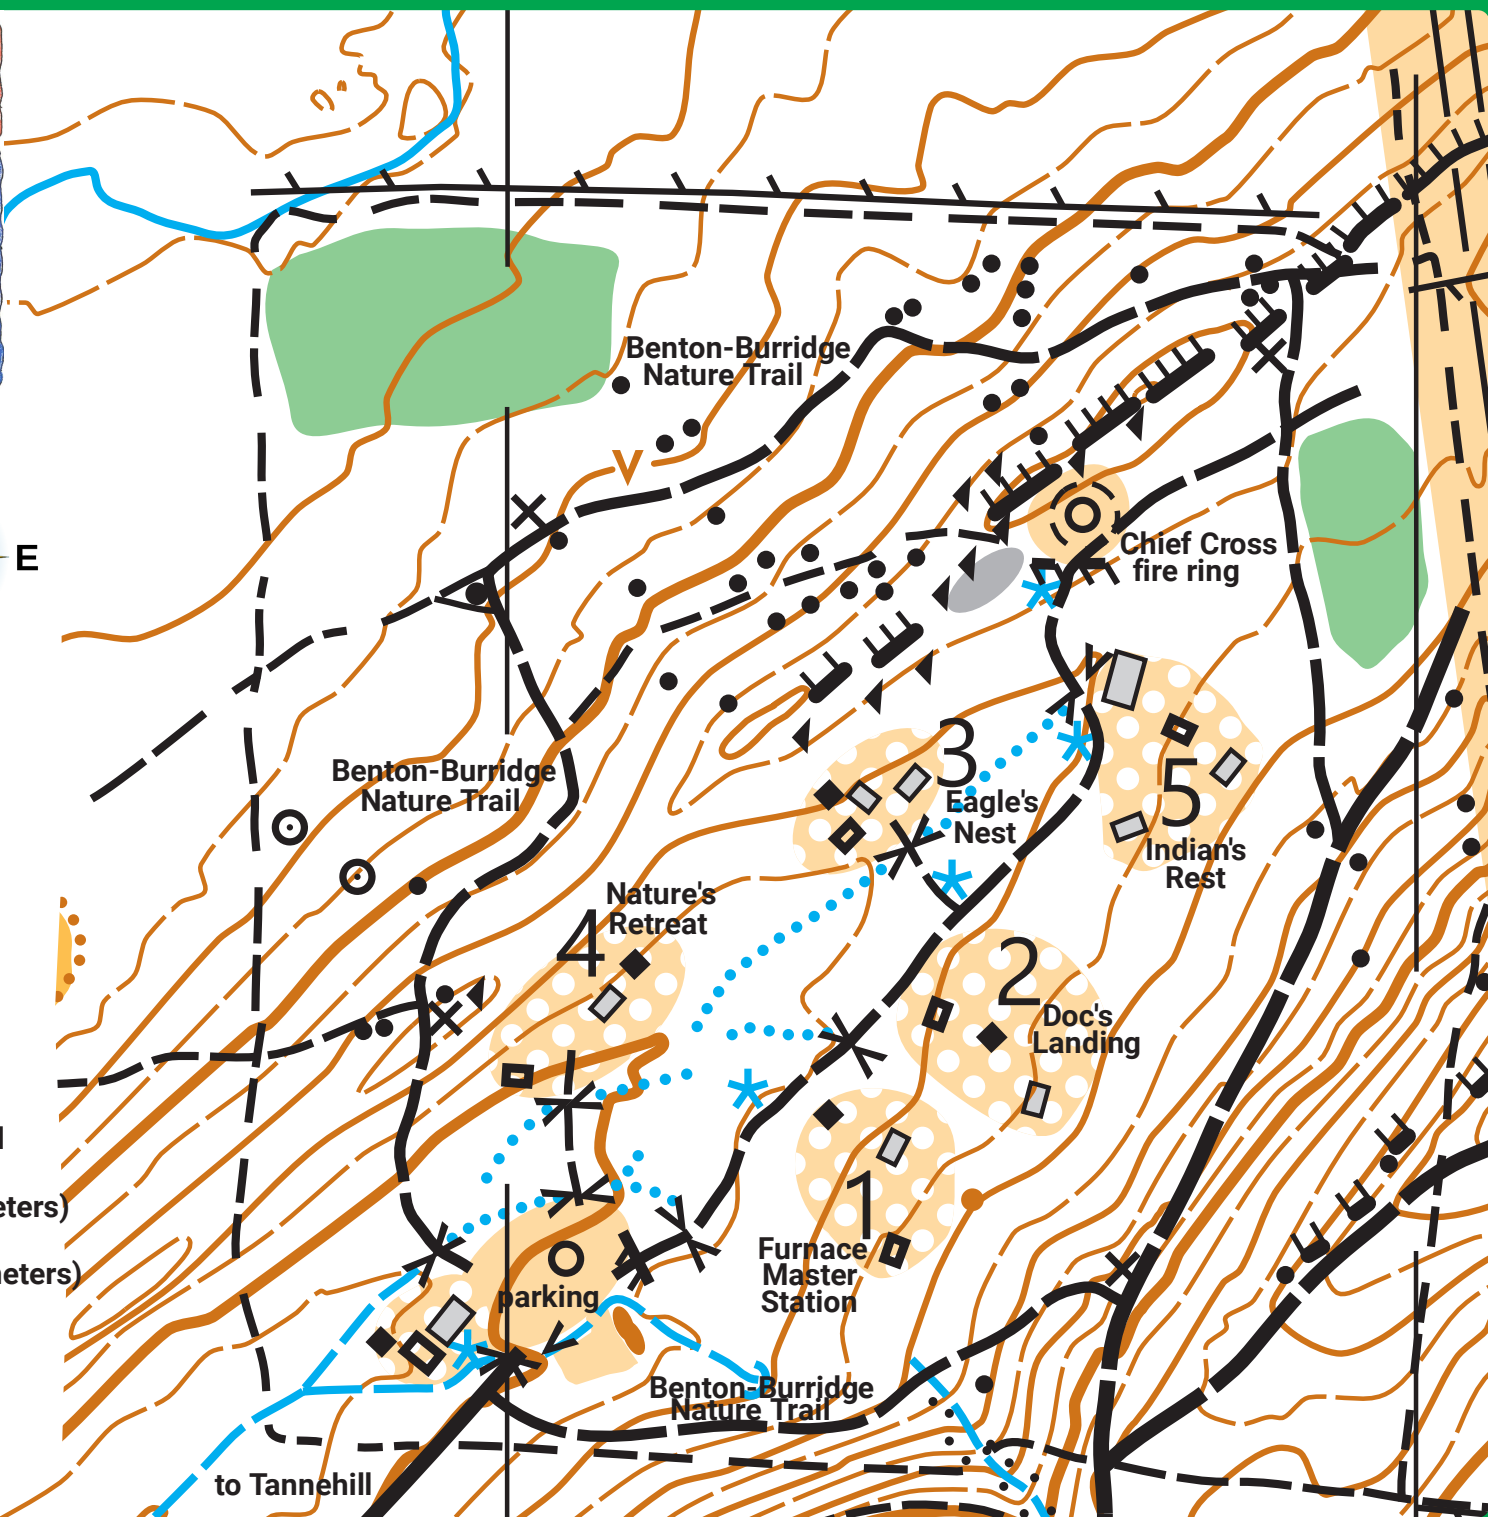 Benton-Burridge
Nature Trail
E
Chief Cross
fire ring
3
Eagle's
Nest
5
Indian's
Rest
Benton-Burridge
Nature Trail
Nature's
Retreat
4
2
Doc's
Landing
1
Furnace
Master
Station
eters)
eters)
parking
Benton-Burridge
Nature Trail
to Tannehill